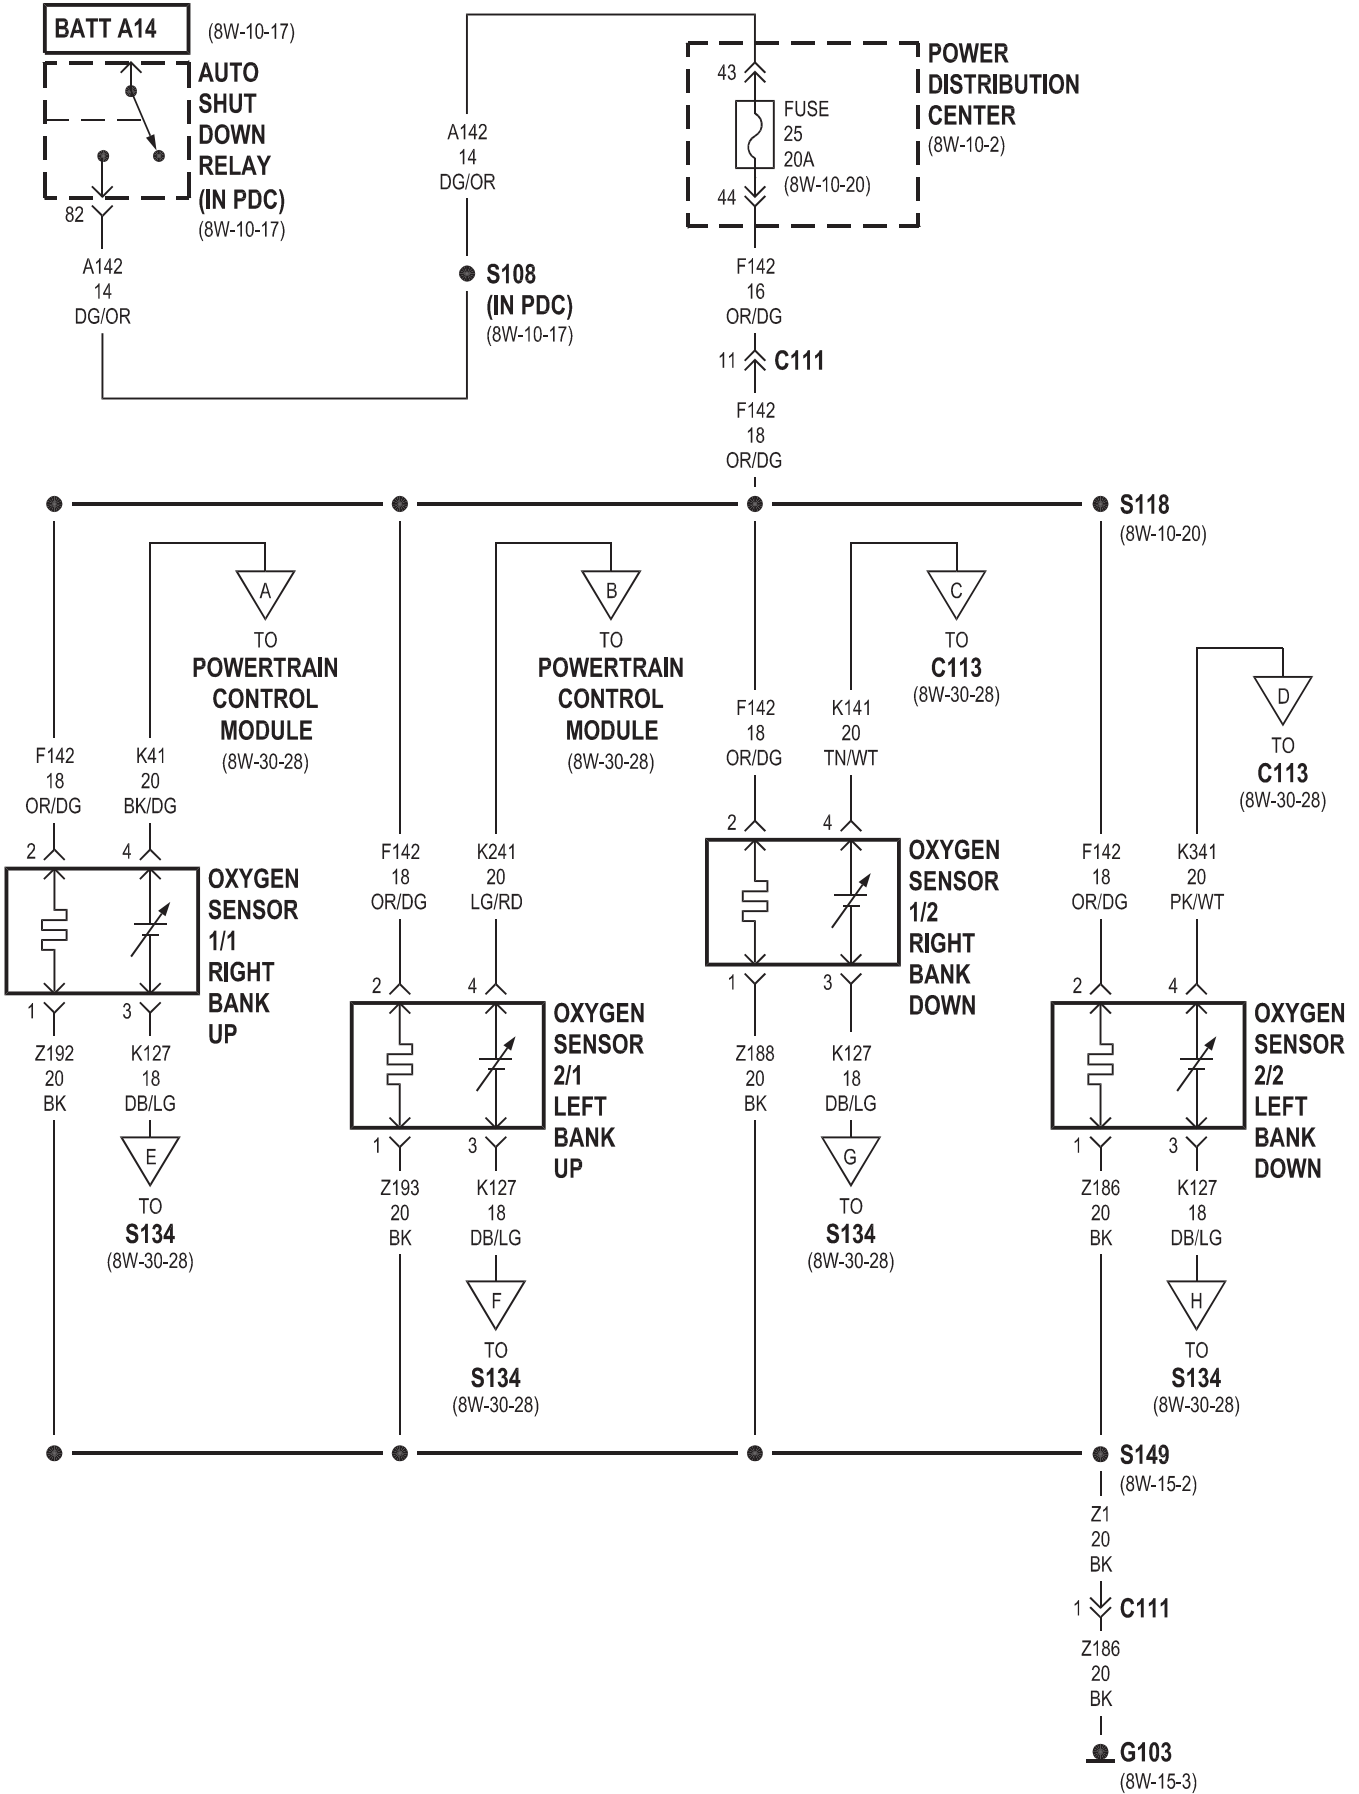 BATT A14
(8W-10-17)
AUTO
SHUT
DOWN
RELAY
(IN PDC)
(8W-10-17)
82
A142
14
DG/OR
A142
14
DG/OR
S108
(IN PDC)
(8W-10-17)
POWER
DISTRIBUTION
CENTER
(8W-10-2)
43
FUSE
25
20A
(8W-10-20)
44
F142
16
OR/DG
11
C111
F142
18
OR/DG
S118
(8W-10-20)
A
TO
POWERTRAIN
CONTROL
MODULE
(8W-30-28)
B
TO
POWERTRAIN
CONTROL
MODULE
(8W-30-28)
C
TO
C113
(8W-30-28)
D
TO
C113
(8W-30-28)
F142
18
OR/DG
K41
20
BK/DG
2
4
OXYGEN
SENSOR
1/1
RIGHT
BANK
UP
1
3
Z192
20
BK
K127
18
DB/LG
E
TO
S134
(8W-30-28)
F142
18
OR/DG
K241
20
LG/RD
2
4
OXYGEN
SENSOR
2/1
LEFT
BANK
UP
1
3
Z193
20
BK
K127
18
DB/LG
F
TO
S134
(8W-30-28)
F142
18
OR/DG
K141
20
TN/WT
2
4
OXYGEN
SENSOR
1/2
RIGHT
BANK
DOWN
1
3
Z188
20
BK
K127
18
DB/LG
G
TO
S134
(8W-30-28)
F142
18
OR/DG
K341
20
PK/WT
2
4
OXYGEN
SENSOR
2/2
LEFT
BANK
DOWN
1
3
Z186
20
BK
K127
18
DB/LG
H
TO
S134
(8W-30-28)
S149
(8W-15-2)
Z1
20
BK
1
C111
Z186
20
BK
G103
(8W-15-3)